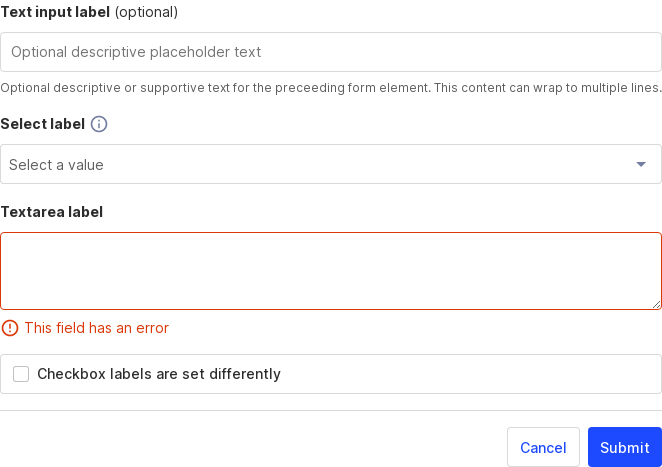 Text input label (optional)
Optional descriptive placeholder text
Optional descriptive or supportive text for the preceeding form element. This content can wrap to multiple lines.
Select label
Select a value
Textarea label
This field has an error
Checkbox labels are set differently
Cancel Submit